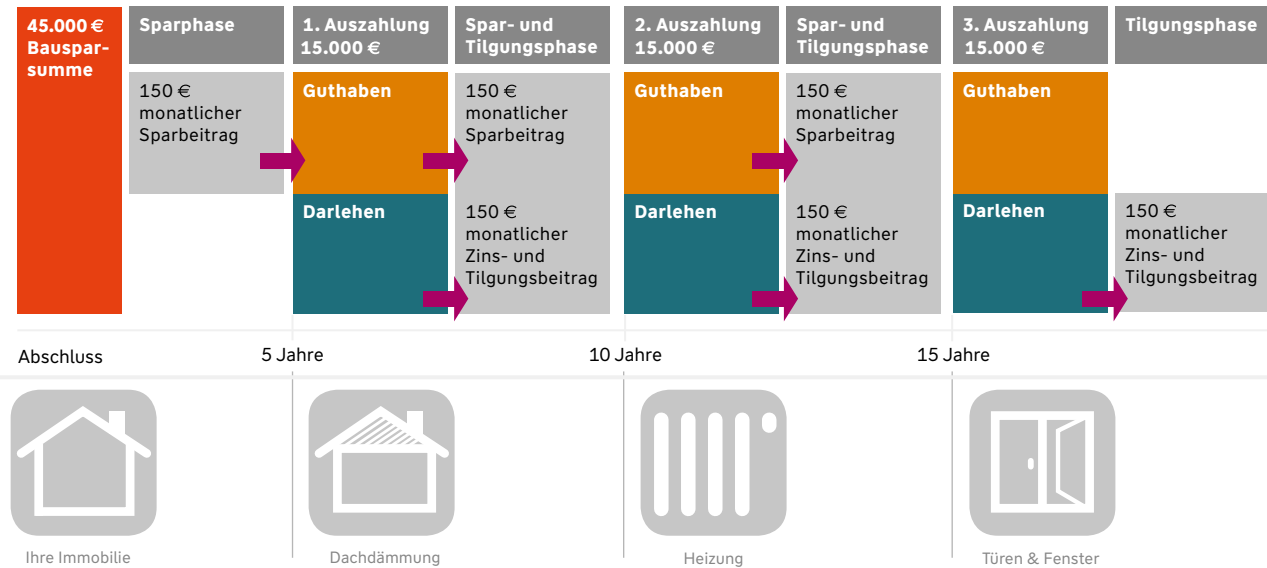 45.000 €
Bauspar-
summe
Sparphase
150 €
monatlicher
Sparbeitrag
1. Auszahlung
15.000 €
Guthaben
Darlehen
Spar- und
Tilgungsphase
150 €
monatlicher
Sparbeitrag
150 €
monatlicher
Zins- und
Tilgungsbeitrag
2. Auszahlung
15.000 €
Guthaben
Darlehen
Spar- und
Tilgungsphase
150 €
monatlicher
Sparbeitrag
150 €
monatlicher
Zins- und
Tilgungsbeitrag
3. Auszahlung
15.000 €
Guthaben
Darlehen
Tilgungsphase
150 €
monatlicher
Zins- und
Tilgungsbeitrag
Abschluss
5 Jahre
10 Jahre
15 Jahre
Ihre Immobilie
Dachdämmung
Heizung
Türen & Fenster